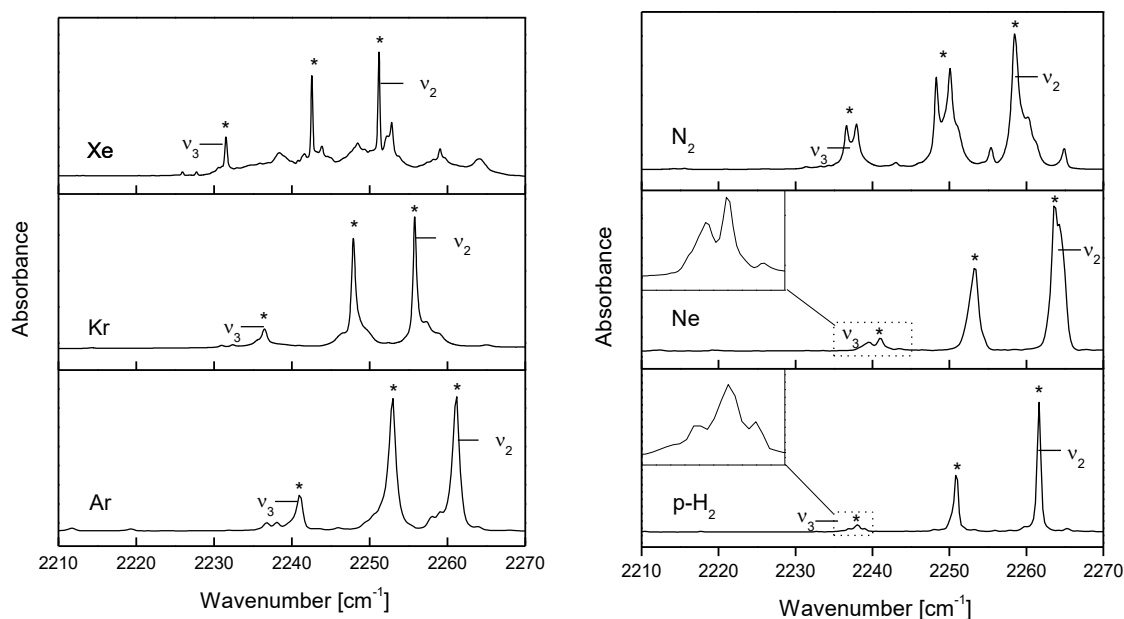 Absorbance
Xe
*
ν3
*
*
ν2
Kr
ν3
*
*
*
ν2
Ar
ν3
*
*
*
ν2
2210 2220 2230 2240 2250 2260 2270
Wavenumber [cm-1]
Absorbance
N2
*
ν3
*
*
ν2
Ne
ν3
*
*
*
ν2
p-H2
ν3
*
*
*
ν2
2210 2220 2230 2240 2250 2260 2270
Wavenumber [cm-1]